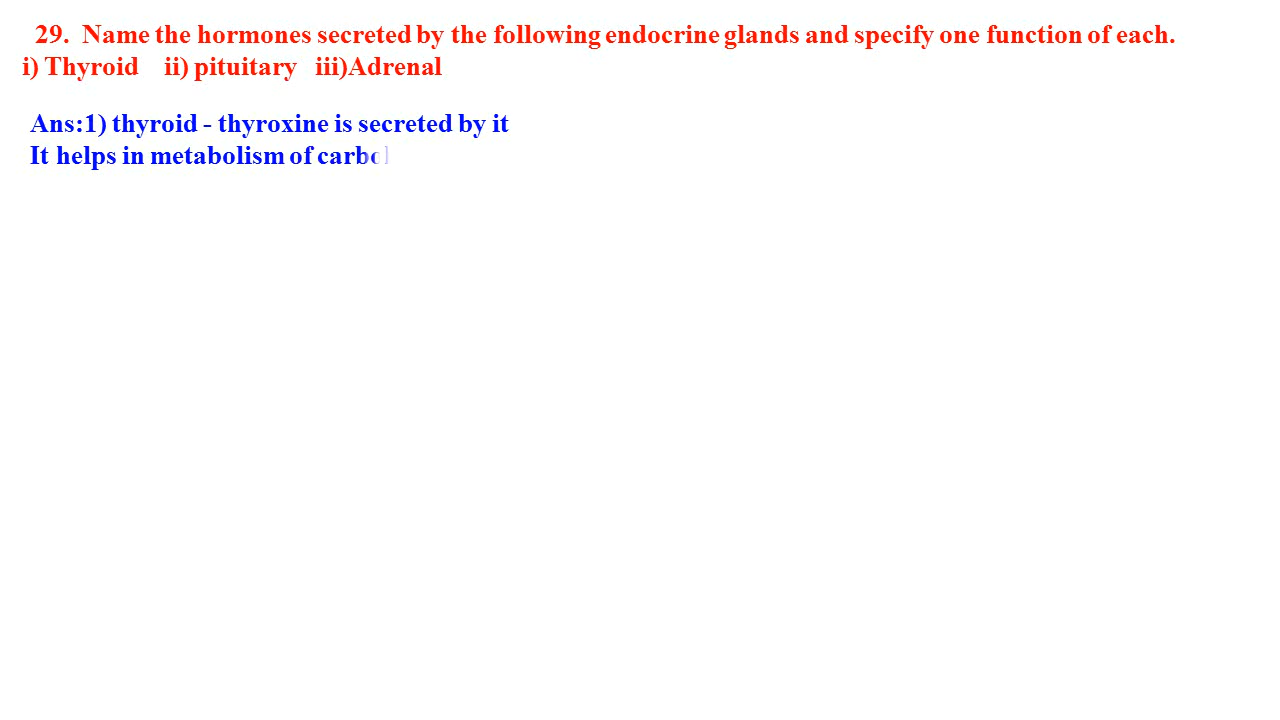 29. Name the hormones secreted by the following endocrine glands and specify one function of each.
i) Thyroid ii) pituitary iii)Adrenal
Ans:1) thyroid - thyroxine is secreted by it
It helps in metabolism of